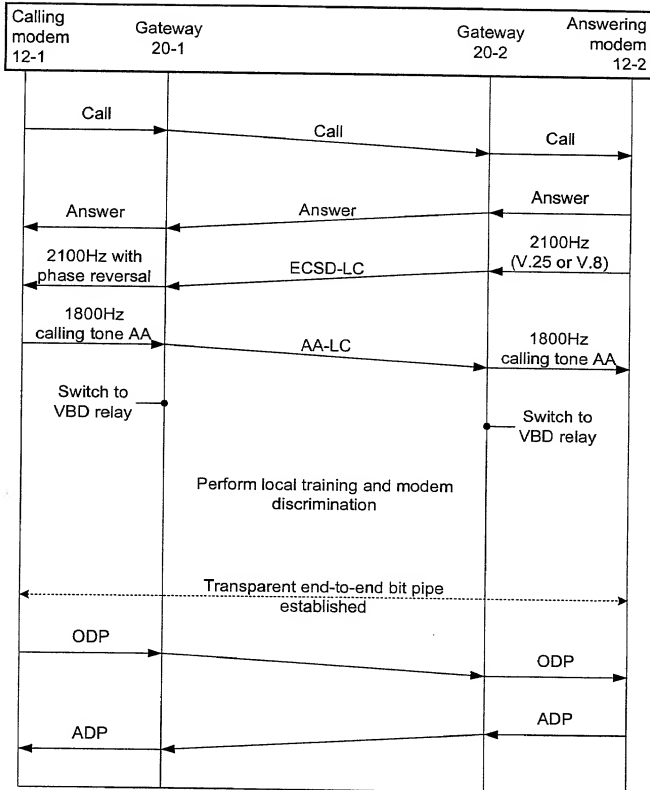 Calling
modem
12-1
Gateway
20-1
Gateway
20-2
Answering
modem
12-2
Call
Call
Call
Answer
Answer
Answer
2100Hz with
phase reversal
ECSD-LC
2100Hz
(V.25 or V.8)
1800Hz
calling tone AA
AA-LC
1800Hz
calling tone AA
Switch to
VBD relay
Switch to
VBD relay
Perform local training and modem
discrimination
Transparent end-to-end bit pipe
established
ODP
ODP
ADP
ADP